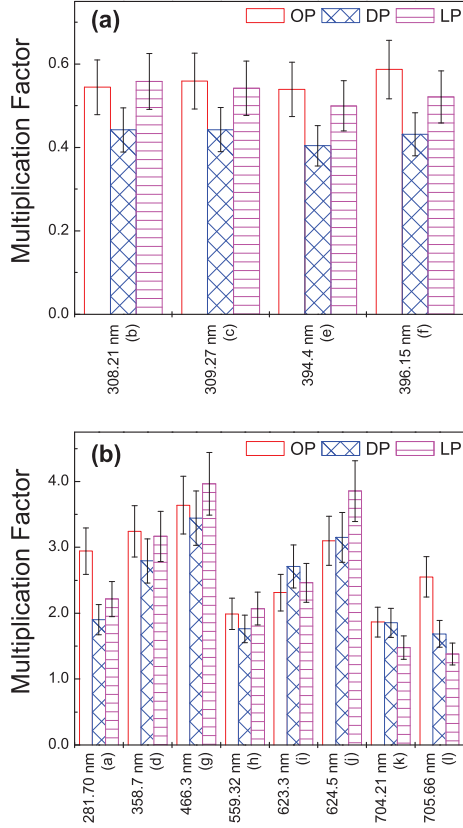 (a)
OP DP LP
Multiplication Factor
0.6
0.4
0.2
0.0
308.21 nm
(b)
309.27 nm
(c)
394.4 nm
(e)
396.15 nm
(f)
(b)
OP DP LP
Multiplication Factor
4.0
3.0
2.0
1.0
0.0
281.70 nm
(a)
358.7 nm
(d)
466.3 nm
(g)
559.32 nm
(h)
623.3 nm
(i)
624.5 nm
(j)
704.21 nm
(k)
705.66 nm
(l)